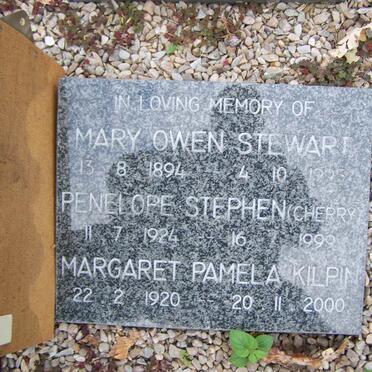 IN LOVING MEMORY OF
MARY OWEN STEWART
13 8 1894 — 4 10
PENELOPE STEPHEN (CHERRY
11 7 1924 — 16 7 1999
MARGARET PAMELA KILPIN
22 2 1920 — 20 11 2000